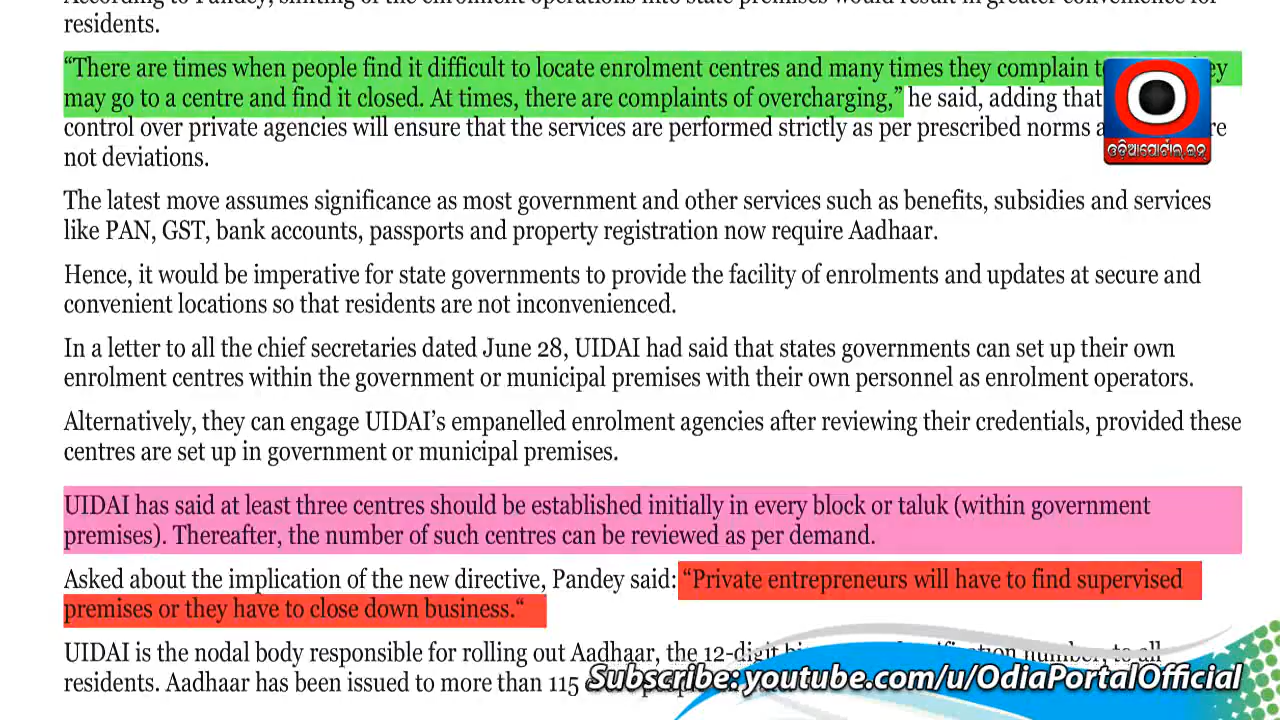 According to Pandey, shifting of the enrolment operations into state premises would result in greater convenience for
residents.
“There are times when people find it difficult to locate enrolment centres and many times they complain
may go to a centre and find it closed. At times, there are complaints of overcharging,” he said, adding that
control over private agencies will ensure that the services are performed strictly as per prescribed norms
not deviations.
ଓଡ଼ିଆପୋର୍ଟାଲ୍.ଇନ୍
The latest move assumes significance as most government and other services such as benefits, subsidies and services
like PAN, GST, bank accounts, passports and property registration now require Aadhaar.
Hence, it would be imperative for state governments to provide the facility of enrolments and updates at secure and
convenient locations so that residents are not inconvenienced.
In a letter to all the chief secretaries dated June 28, UIDAI had said that states governments can set up their own
enrolment centres within the government or municipal premises with their own personnel as enrolment operators.
Alternatively, they can engage UIDAI’s empanelled enrolment agencies after reviewing their credentials, provided these
centres are set up in government or municipal premises.
UIDAI has said at least three centres should be established initially in every block or taluk (within government
premises). Thereafter, the number of such centres can be reviewed as per demand.
Asked about the implication of the new directive, Pandey said: “Private entrepreneurs will have to find supervised
premises or they have to close down business.“
UIDAI is the nodal body responsible for rolling out Aadhaar, the 12-digit number, to all
residents. Aadhaar has been issued to more than 115
Subscribe: youtube.com/u/OdiaPortalOfficial